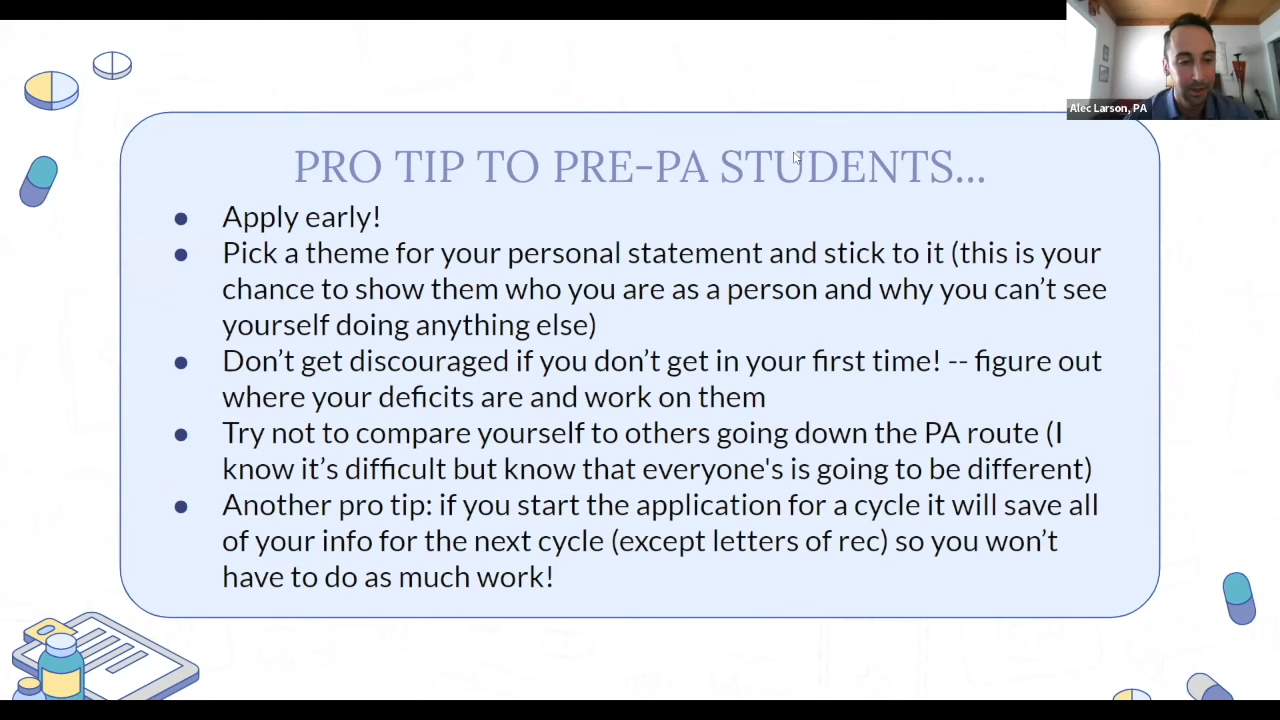 Alec Larson, PA
PRO TIP TO PRE-PA STUDENTS...
● Apply early!
● Pick a theme for your personal statement and stick to it (this is your
chance to show them who you are as a person and why you can't see
yourself doing anything else)
● Don't get discouraged if you don't get in your first time! -- figure out
where your deficits are and work on them
● Try not to compare yourself to others going down the PA route (I
know it's difficult but know that everyone's is going to be different)
● Another pro tip: if you start the application for a cycle it will save all
of your info for the next cycle (except letters of rec) so you won't
have to do as much work!